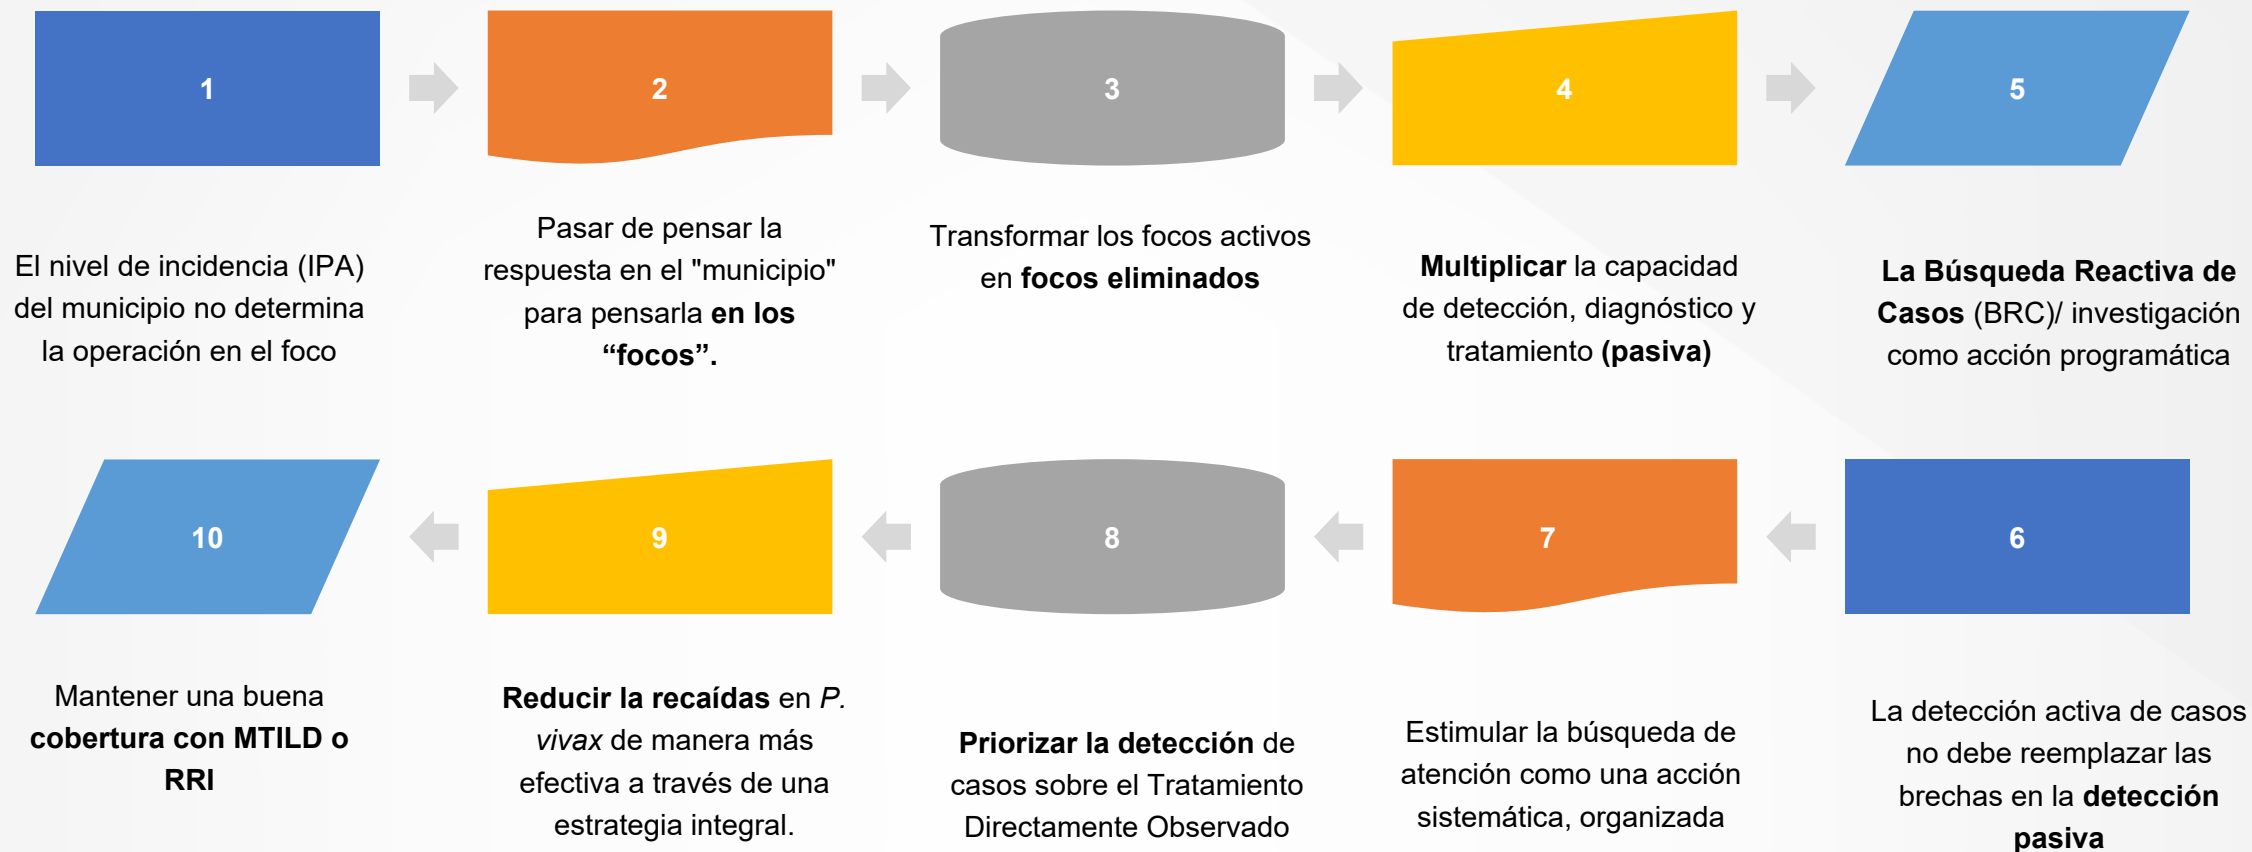 1
El nivel de incidencia (IPA)
del municipio no determina
la operación en el foco
2
Pasar de pensar la
respuesta en el "municipio"
para pensarla en los
“focos”.
3
Transformar los focos activos
en focos eliminados
4
Multiplicar la capacidad
de detección, diagnóstico y
tratamiento (pasiva)
5
La Búsqueda Reactiva de
Casos (BRC)/ investigación
como acción programática
6
La detección activa de casos
no debe reemplazar las
brechas en la detección
pasiva
7
Estimular la búsqueda de
atención como una acción
sistemática, organizada
8
Priorizar la detección de
casos sobre el Tratamiento
Directamente Observado
9
Reducir la recaídas en P.
vivax de manera más
efectiva a través de una
estrategia integral.
10
Mantener una buena
cobertura con MTILD o
RRI